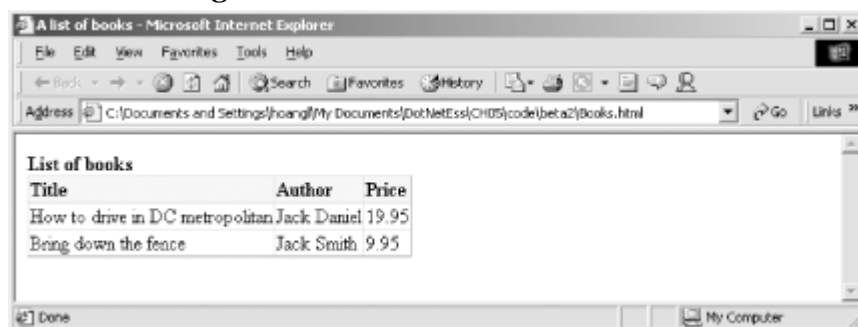 A list of books - Microsoft Internet Explorer
File Edit View Favorites Tools Help
Back Search Favorites History
Address C:\Documents and Settings\hoangl\My Documents\DotNetEss\CH05\code\beta2\Books.html Go Links »
List of books
Title Author Price
How to drive in DC metropolitan Jack Daniel 19.95
Bring down the fence Jack Smith 9.95
Done My Computer